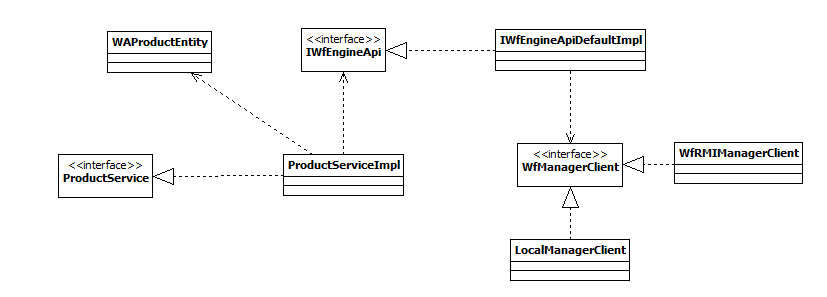 WAProductEntity
<<interface>>
IWfEngineApi
IWfEngineApiDefaultImpl
<<interface>>
ProductService
ProductServiceImpl
<<interface>>
WfManagerClient
WfRMIManagerClient
LocalManagerClient